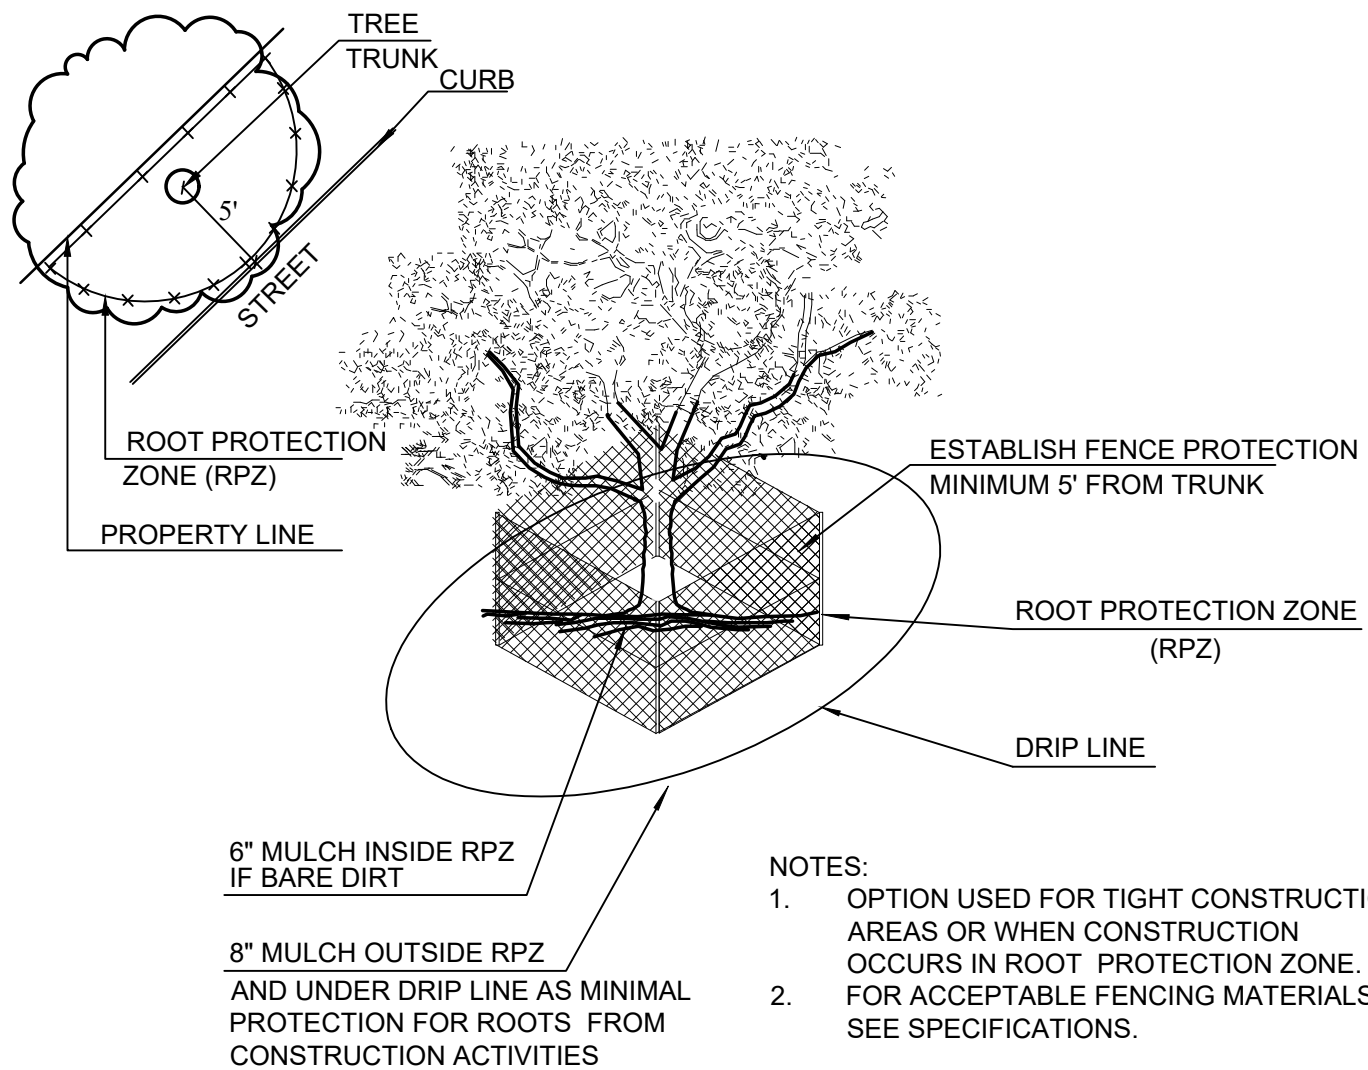 TREE
TRUNK
CURB
5'
STREET
ROOT PROTECTION
ZONE (RPZ)
PROPERTY LINE
ESTABLISH FENCE PROTECTION
MINIMUM 5' FROM TRUNK
ROOT PROTECTION ZONE
(RPZ)
DRIP LINE
6" MULCH INSIDE RPZ
IF BARE DIRT
8" MULCH OUTSIDE RPZ
AND UNDER DRIP LINE AS MINIMAL
PROTECTION FOR ROOTS FROM
CONSTRUCTION ACTIVITIES
NOTES:
1. OPTION USED FOR TIGHT CONSTRUCTI
AREAS OR WHEN CONSTRUCTION
OCCURS IN ROOT PROTECTION ZONE.
2. FOR ACCEPTABLE FENCING MATERIALS
SEE SPECIFICATIONS.